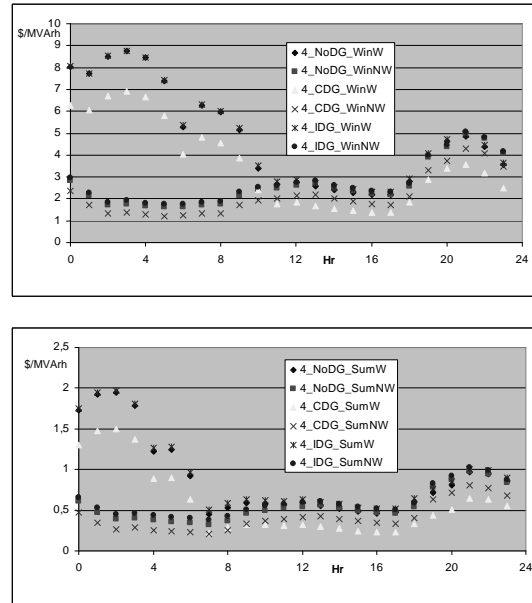 $/MVArh
10
9
8
7
6
5
4
3
2
1
0
4_NoDG_WinW
4_NoDG_WinNW
4_CDG_WinW
4_CDG_WinNW
4_IDG_WinW
4_IDG_WinNW
0 4 8 12 16 20 24
Hr
$/MVArh
2,5
2
1,5
1
0,5
0
4_NoDG_SumW
4_NoDG_SumNW
4_CDG_SumW
4_CDG_SumNW
4_IDG_SumW
4_IDG_SumNW
0 4 8 12 16 20 24
Hr